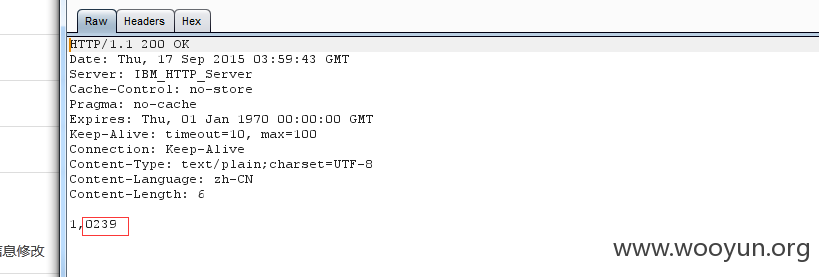 Raw Headers Hex
HTTP/1.1 200 OK
Date: Thu, 17 Sep 2015 03:59:43 GMT
Server: IBM_HTTP_Server
Cache-Control: no-store
Pragma: no-cache
Expires: Thu, 01 Jan 1970 00:00:00 GMT
Keep-Alive: timeout=10, max=100
Connection: Keep-Alive
Content-Type: text/plain;charset=UTF-8
Content-Language: zh-CN
Content-Length: 6
1,0239
息修改
www.wooyun.org